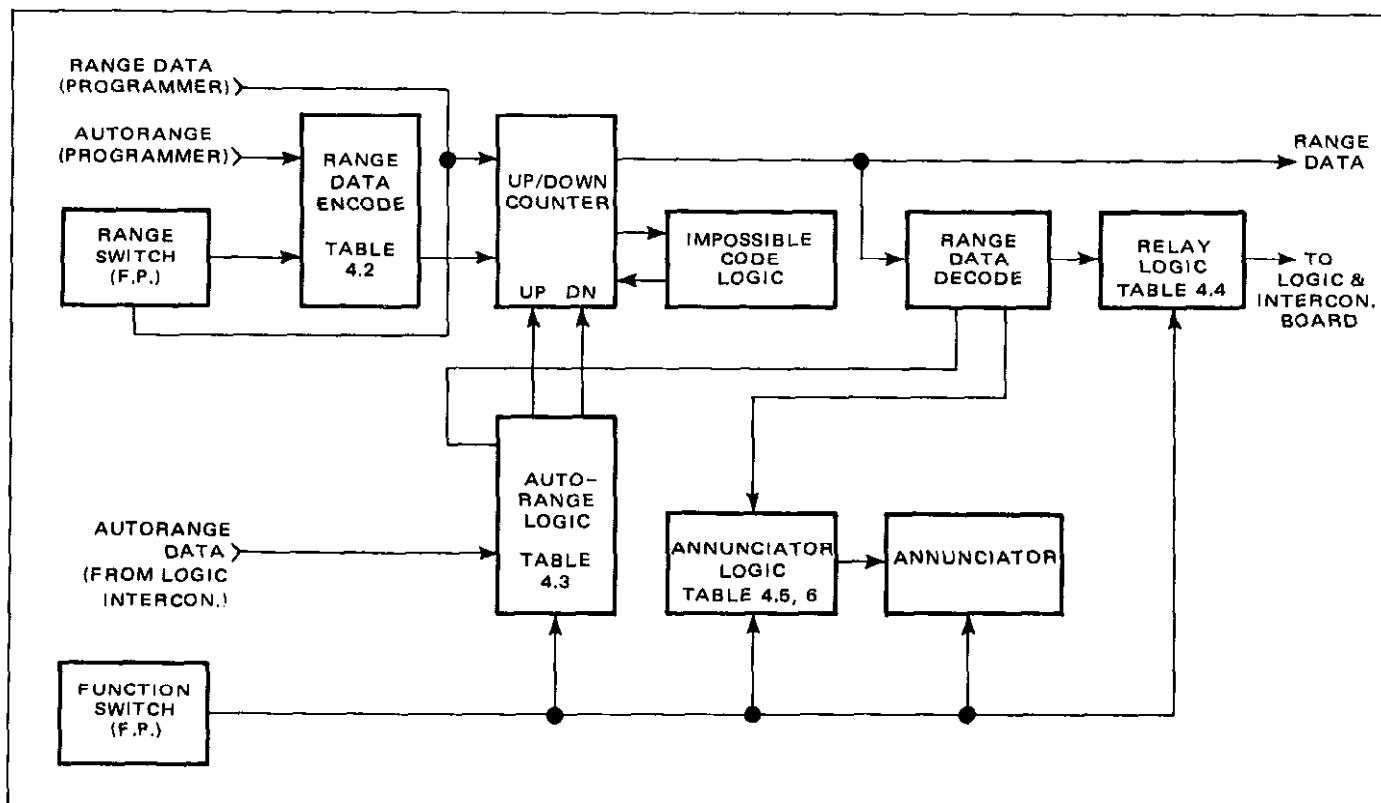 RANGE DATA
(PROGRAMMER)
AUTORANGE
(PROGRAMMER)
RANGE
SWITCH
(F.P.)
RANGE
DATA
ENCODE
TABLE
4.2
UP/DOWN
COUNTER
UP DN
IMPOSSIBLE
CODE
LOGIC
RANGE
DATA
RANGE
DATA
DECODE
RELAY
LOGIC
TABLE 4.4
TO
LOGIC &
INTERCON.
BOARD
AUTORANGE
DATA
(FROM LOGIC
INTERCON.)
AUTO-
RANGE
LOGIC
TABLE
4.3
ANNUNCIATOR
LOGIC
TABLE 4.5, 6
ANNUNCIATOR
FUNCTION
SWITCH
(F.P.)